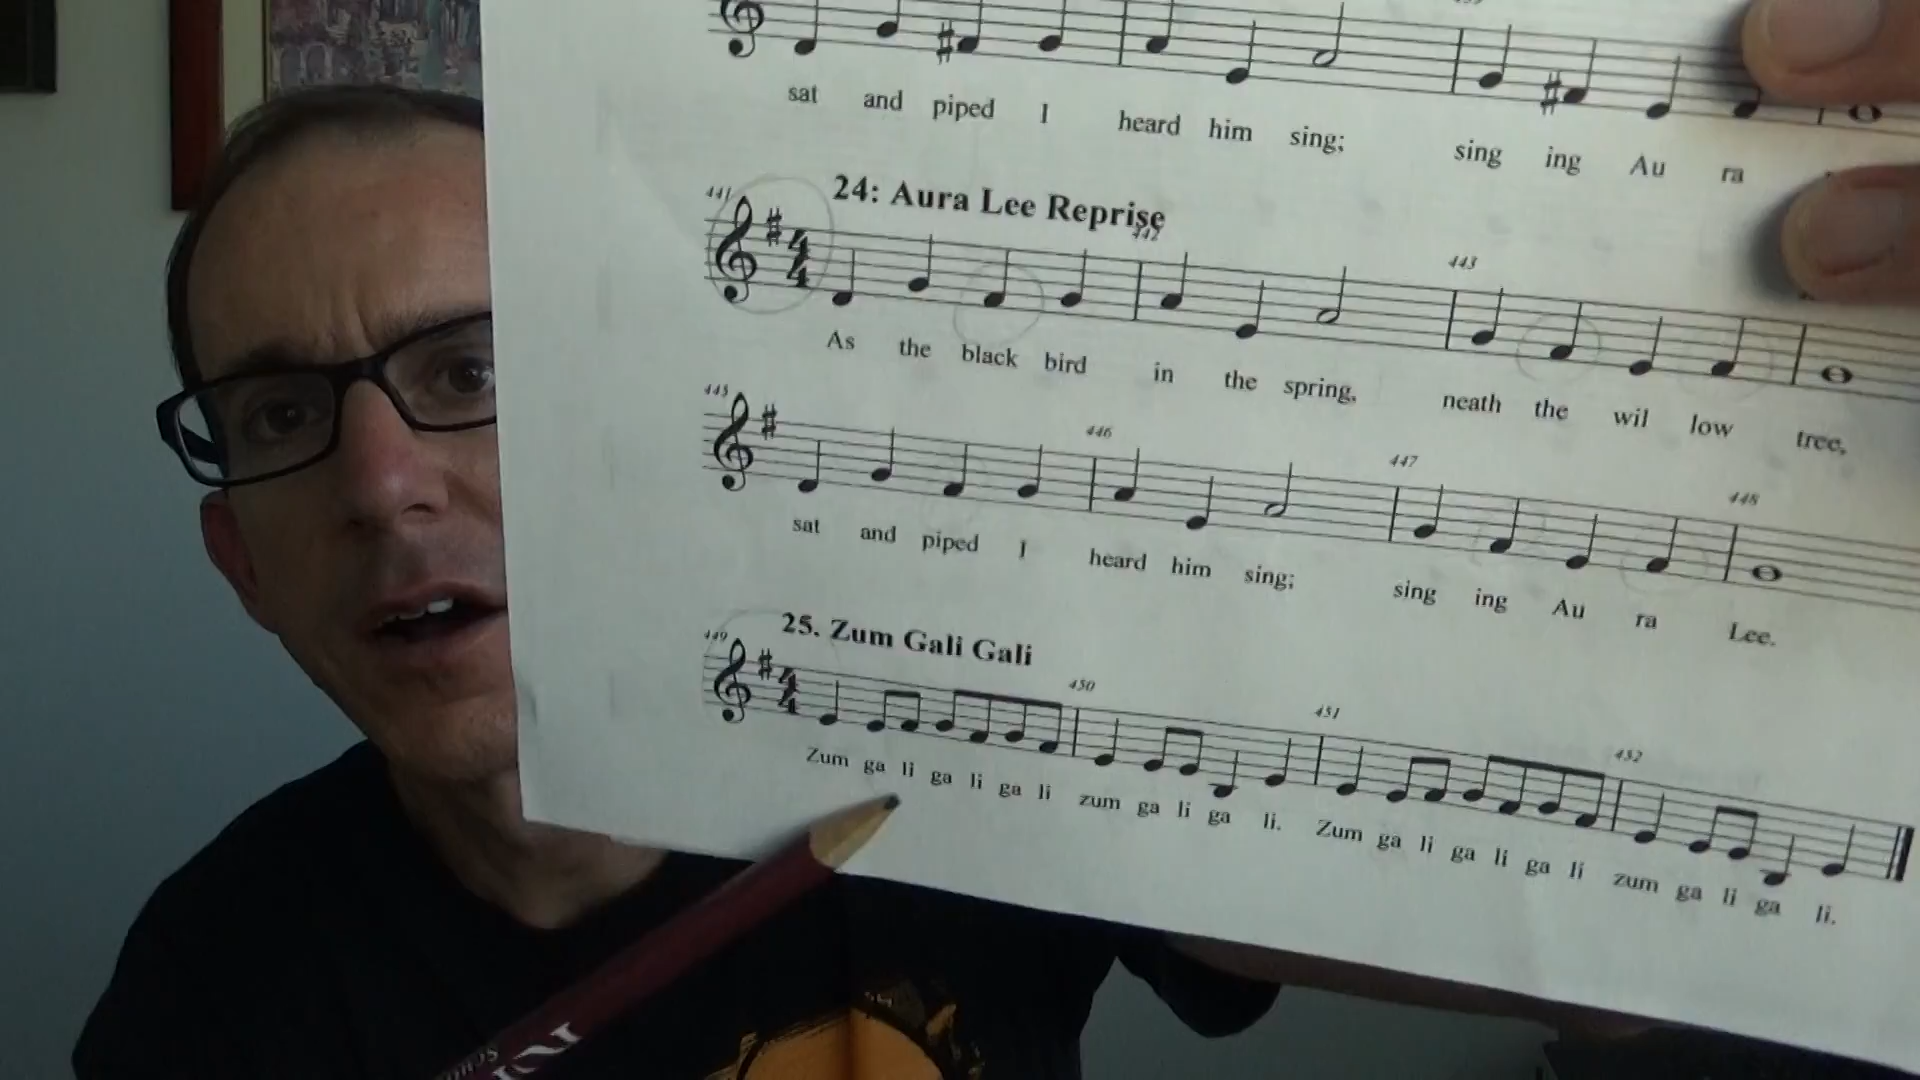 sat and piped I heard him sing; sing ing Au ra
24: Aura Lee Reprise
441 442 443
4 4
As the black bird in the spring, neath the wil low tree,
445 446 447 448
sat and piped I heard him sing; sing ing Au ra Lee.
25. Zum Gali Gali
449 450 451 452
4 4
Zum ga li ga li ga li zum ga li ga li. Zum ga li ga li ga li zum ga li ga li.